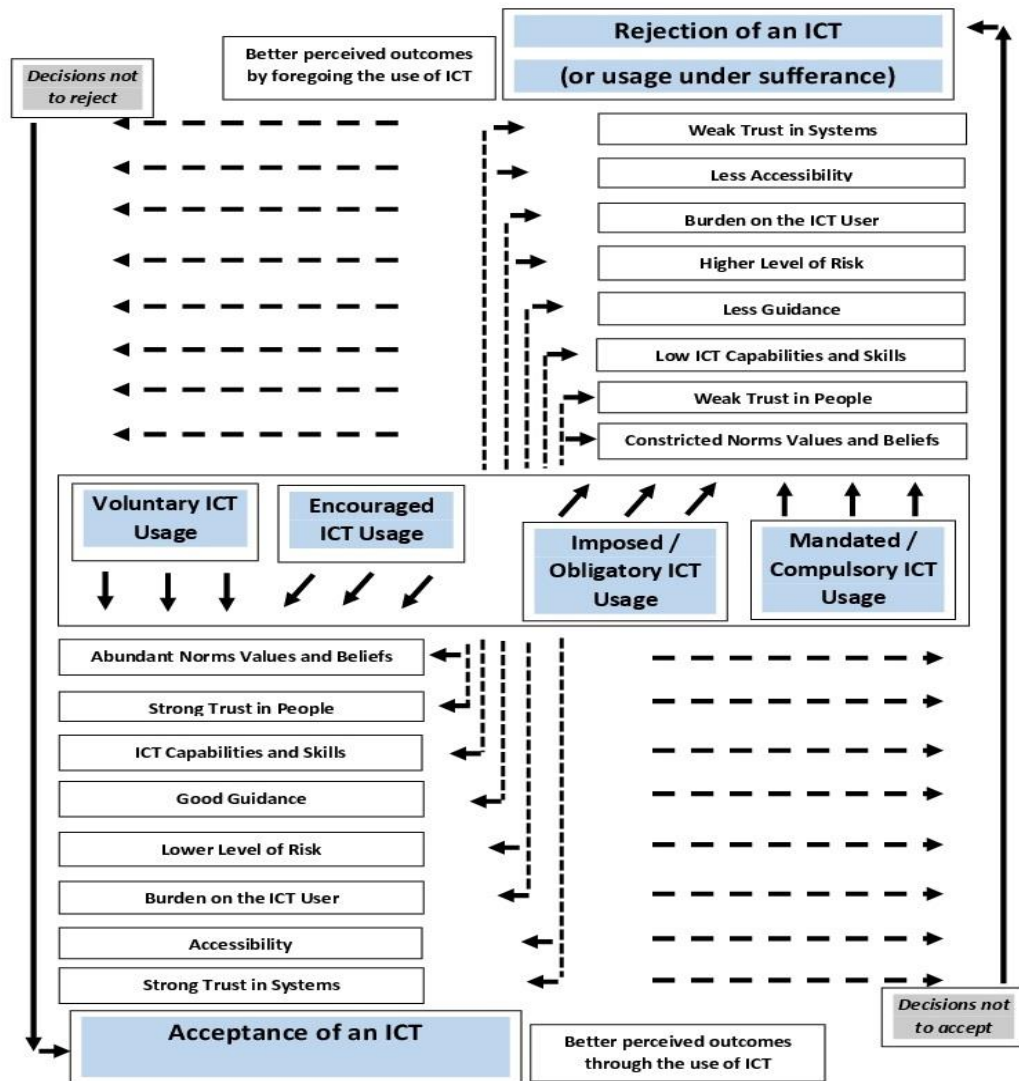 Rejection of an ICT
(or usage under sufferance)
Better perceived outcomes
by foregoing the use of ICT
Decisions not
to reject
Weak Trust in Systems
Less Accessibility
Burden on the ICT User
Higher Level of Risk
Less Guidance
Low ICT Capabilities and Skills
Weak Trust in People
Constricted Norms Values and Beliefs
Voluntary ICT
Usage
Encouraged
ICT Usage
Imposed /
Obligatory ICT
Usage
Mandated /
Compulsory ICT
Usage
Abundant Norms Values and Beliefs
Strong Trust in People
ICT Capabilities and Skills
Good Guidance
Lower Level of Risk
Burden on the ICT User
Accessibility
Strong Trust in Systems
Decisions not
to accept
Acceptance of an ICT
Better perceived outcomes
through the use of ICT